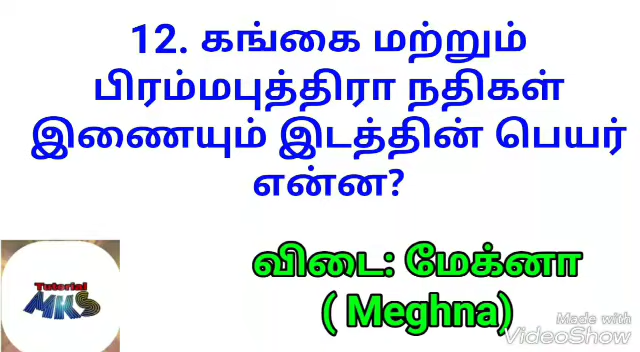 12. கங்கை மற்றும்
பிரம்மபுத்திரா நதிகள்
இணையும் இடத்தின் பெயர்
என்ன?
விடை: மேக்னா
( Meghna)
Tutorial
MKS
Made with
VideoShow